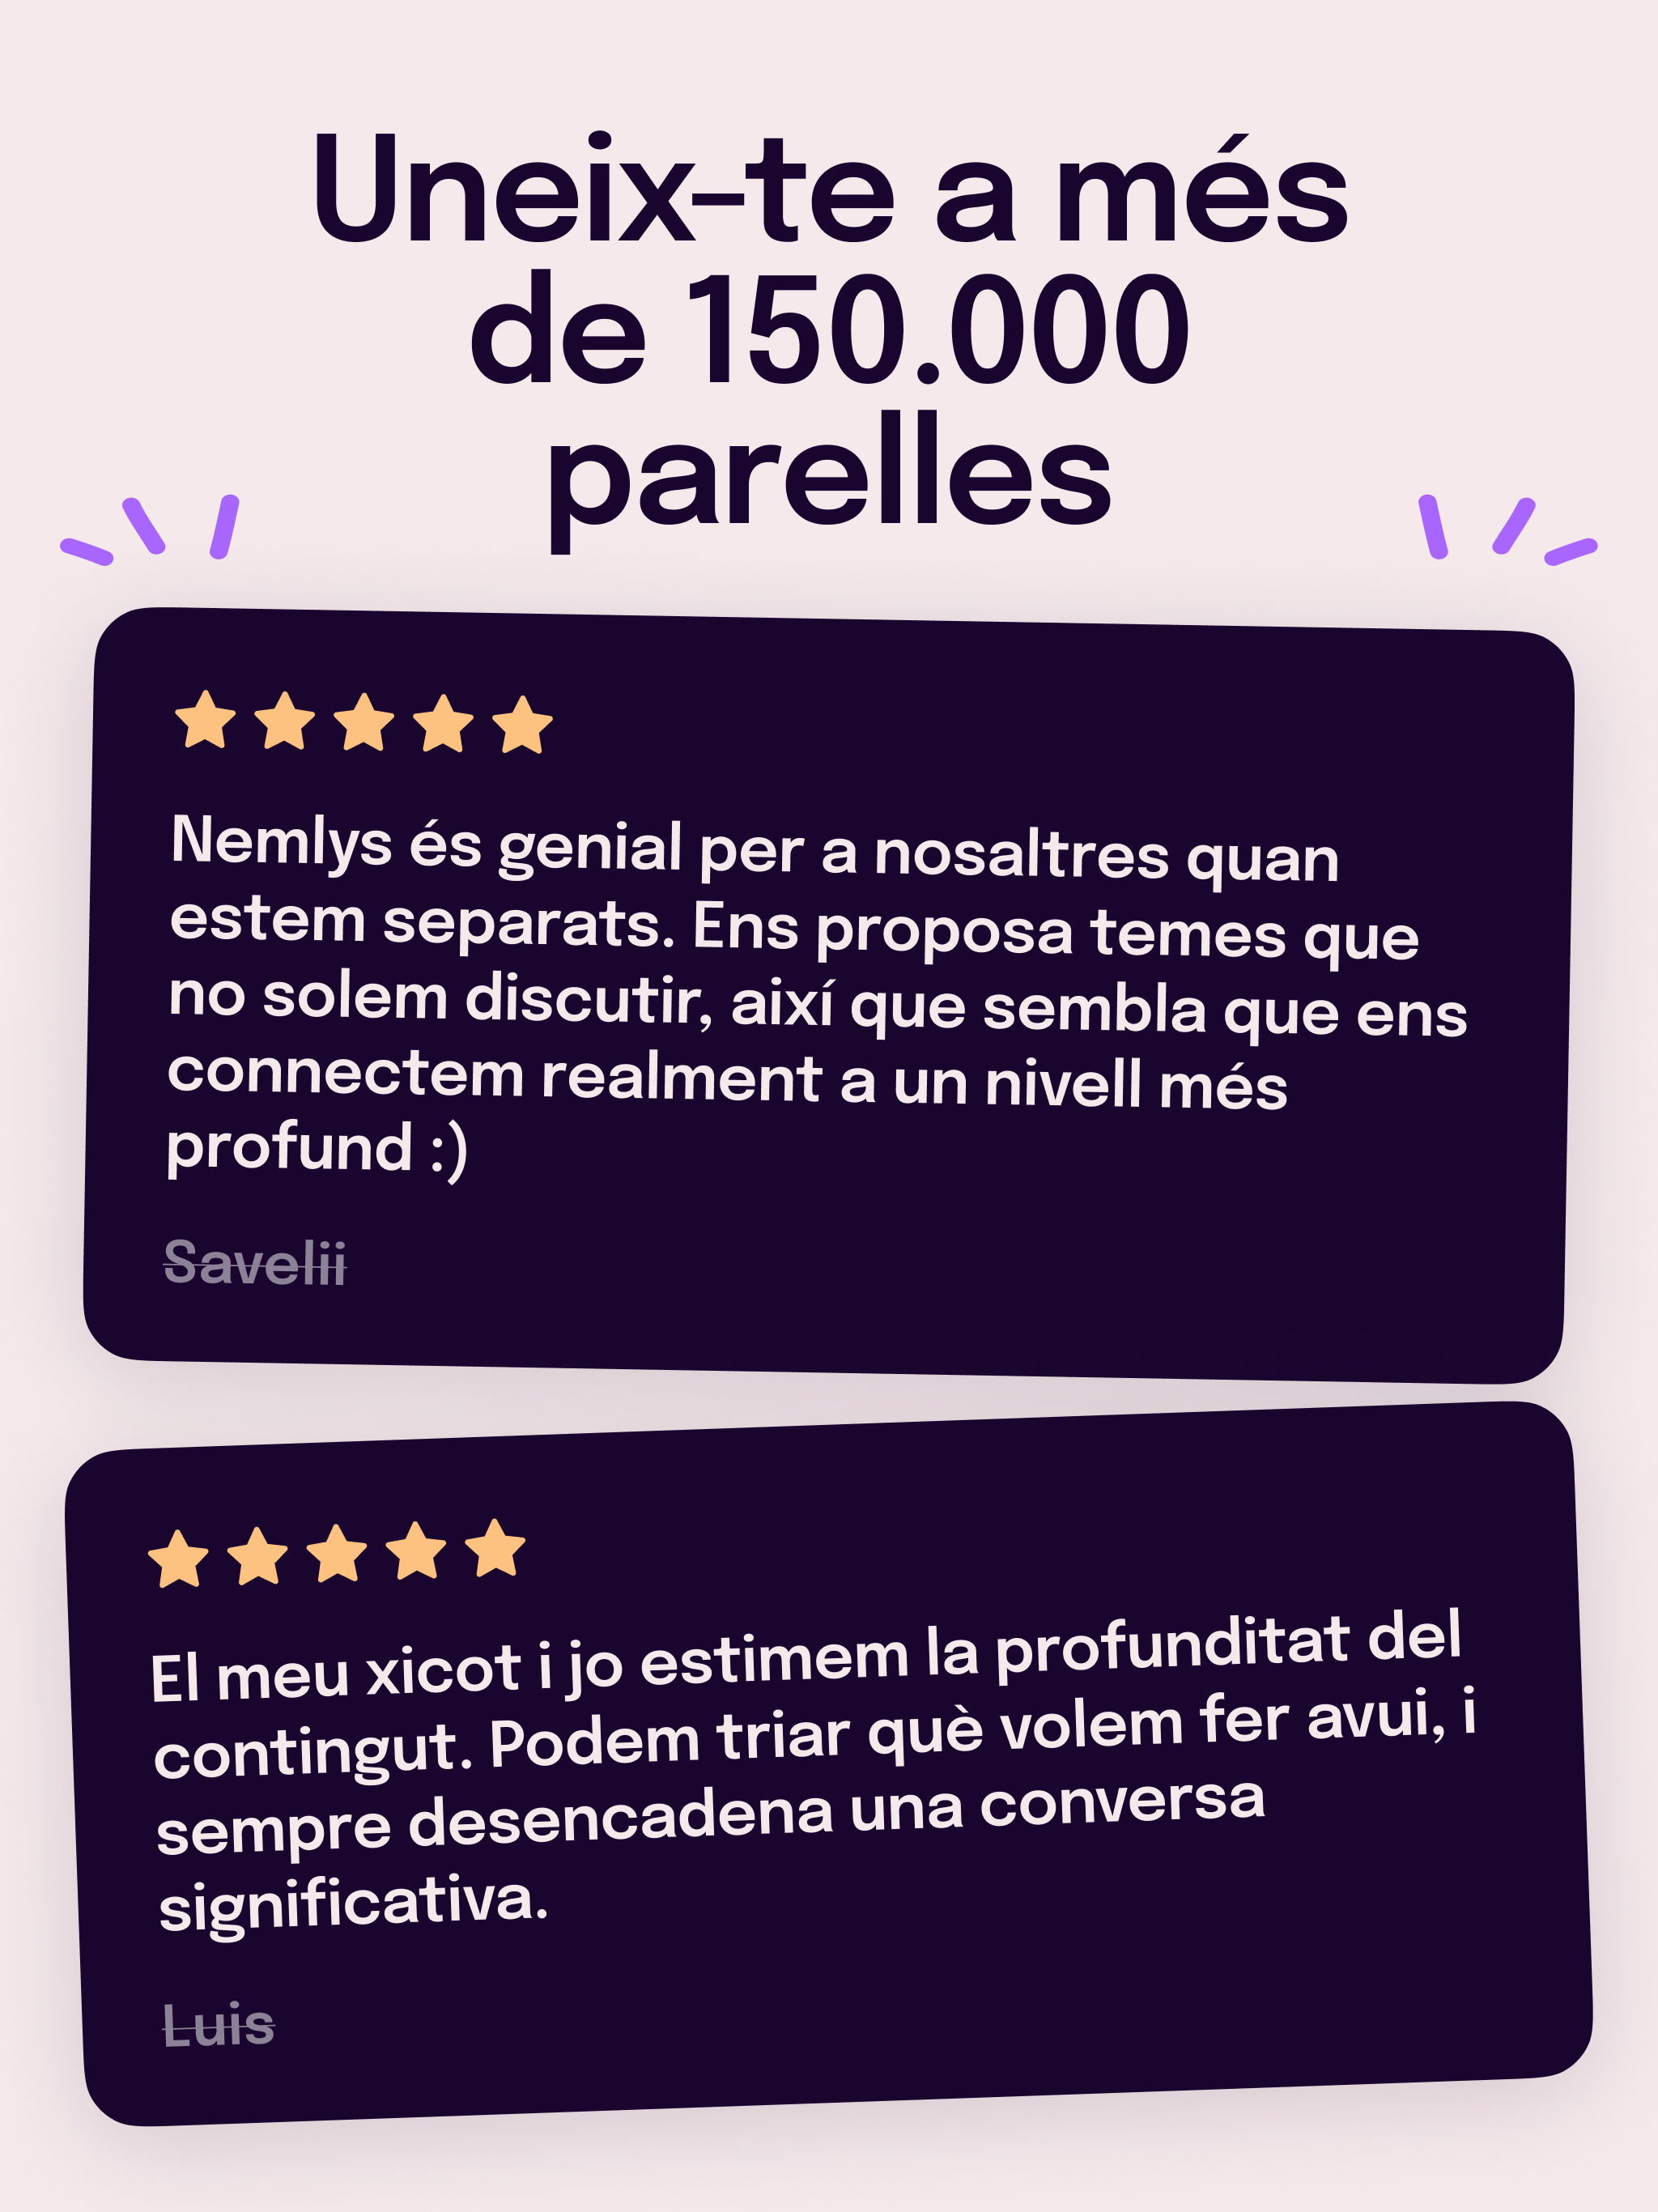 Uneix-te a més
de 150.000
parelles
Nemlys és genial per a nosaltres quan
estem separats. Ens proposa temes que
no solem discutir, així que sembla que ens
connectem realment a un nivell més
profund :)
Savelii
El meu xicot i jo estimem la profunditat del
contingut. Podem triar què volem fer avui, i
sempre desencadena una conversa
significativa.
Luis